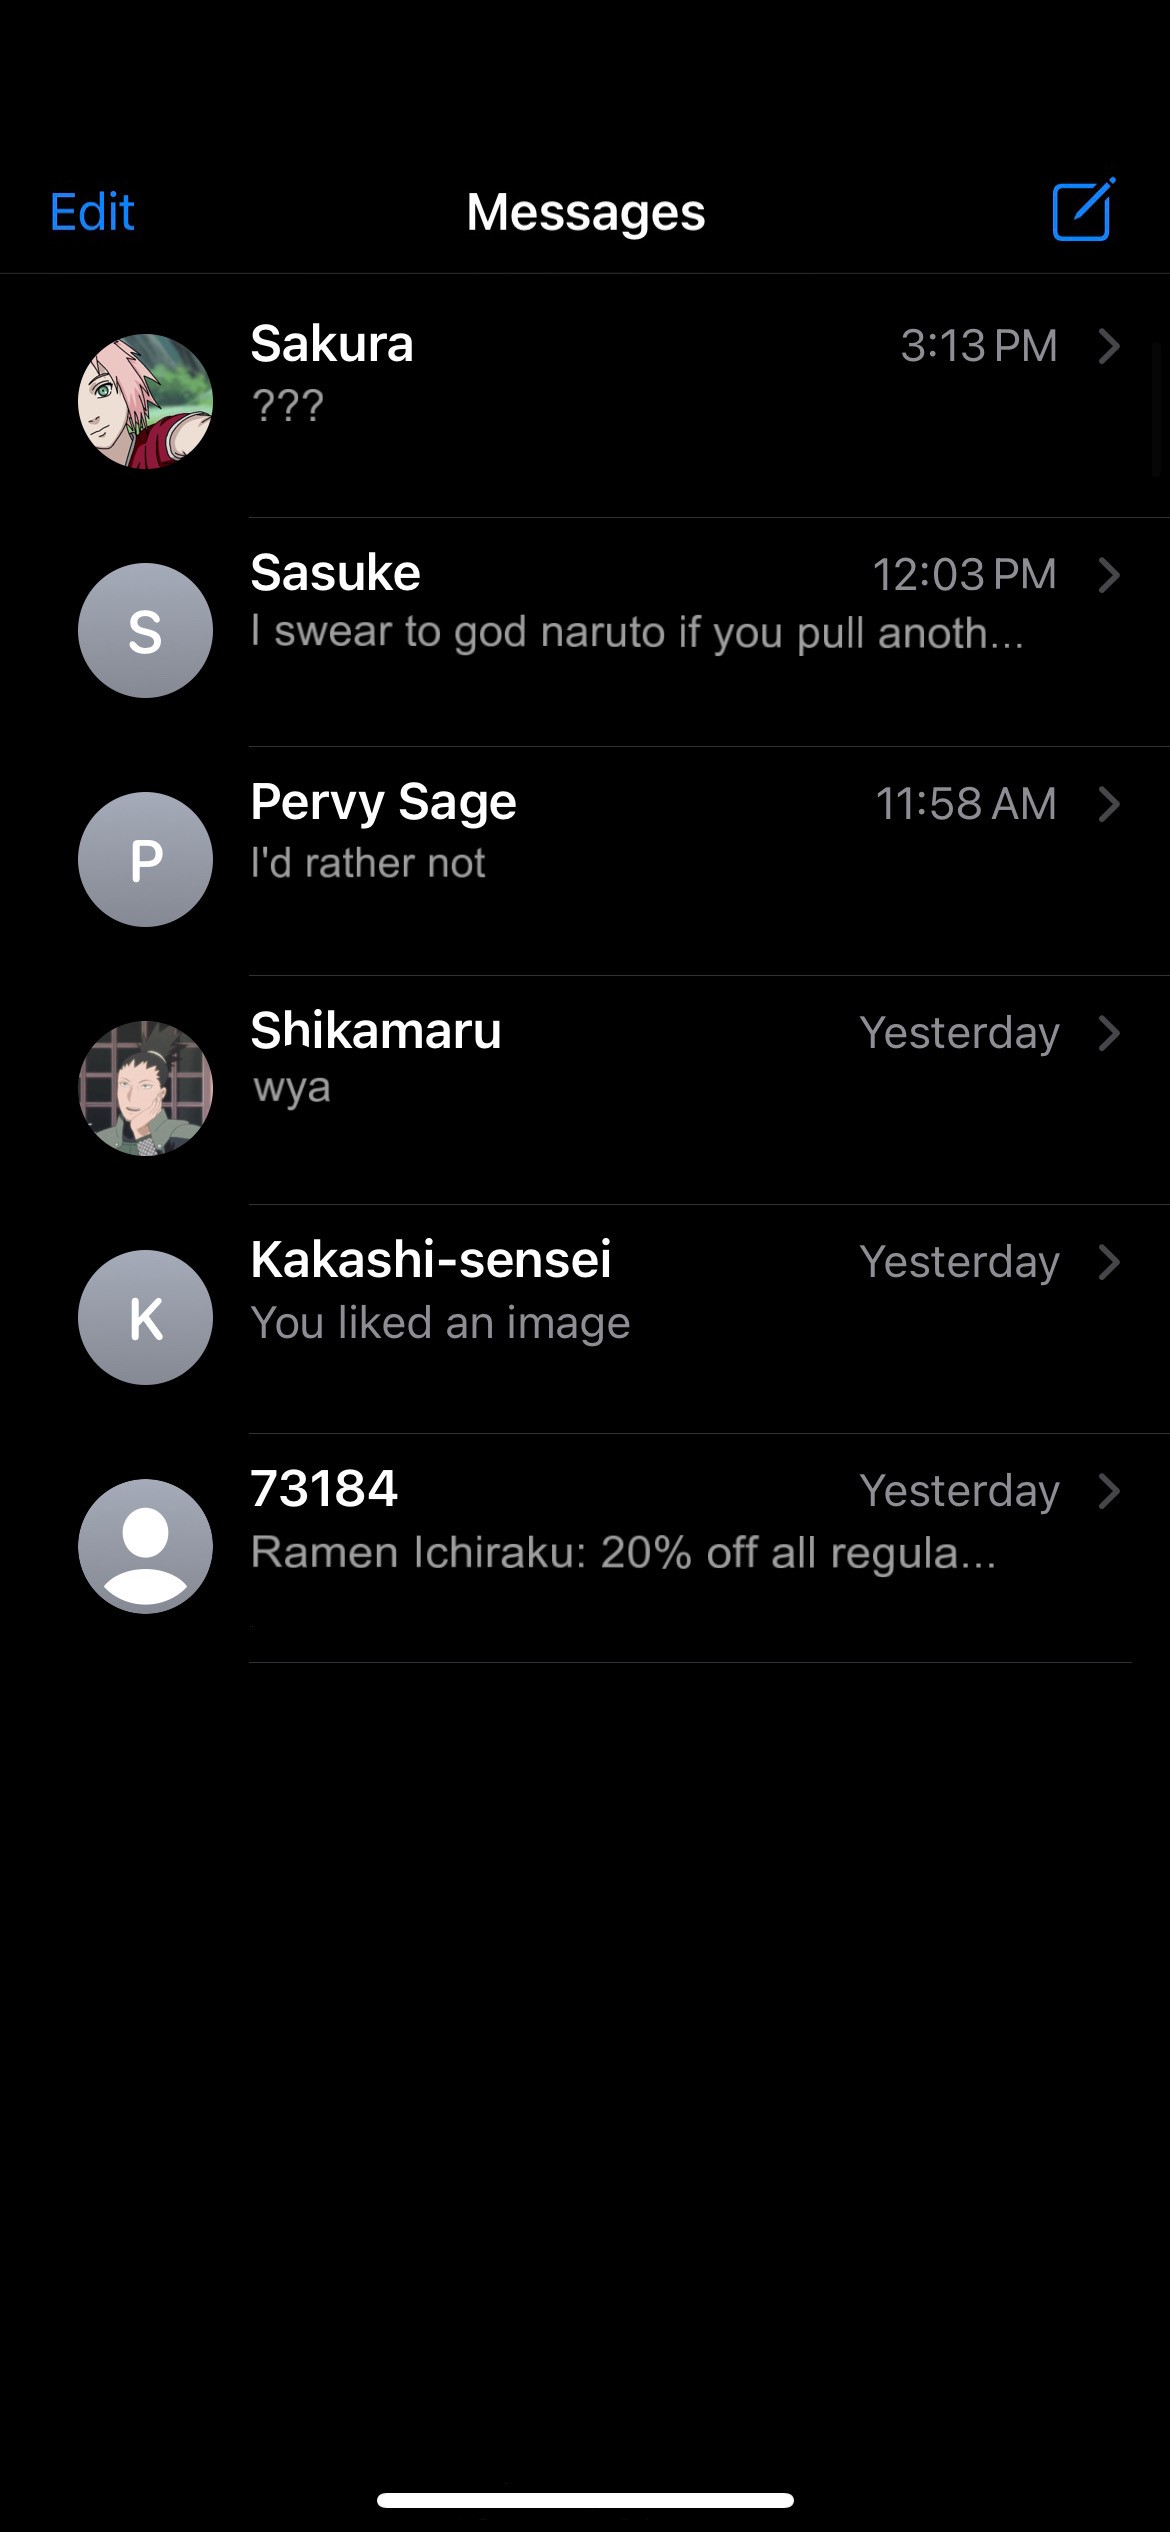 Edit Messages
Sakura 3:13 PM
???
S
Sasuke 12:03 PM
I swear to god naruto if you pull anoth...
P
Pervy Sage 11:58 AM
I'd rather not
Shikamaru Yesterday
wya
K
Kakashi-sensei Yesterday
You liked an image
73184 Yesterday
Ramen Ichiraku: 20% off all regula...